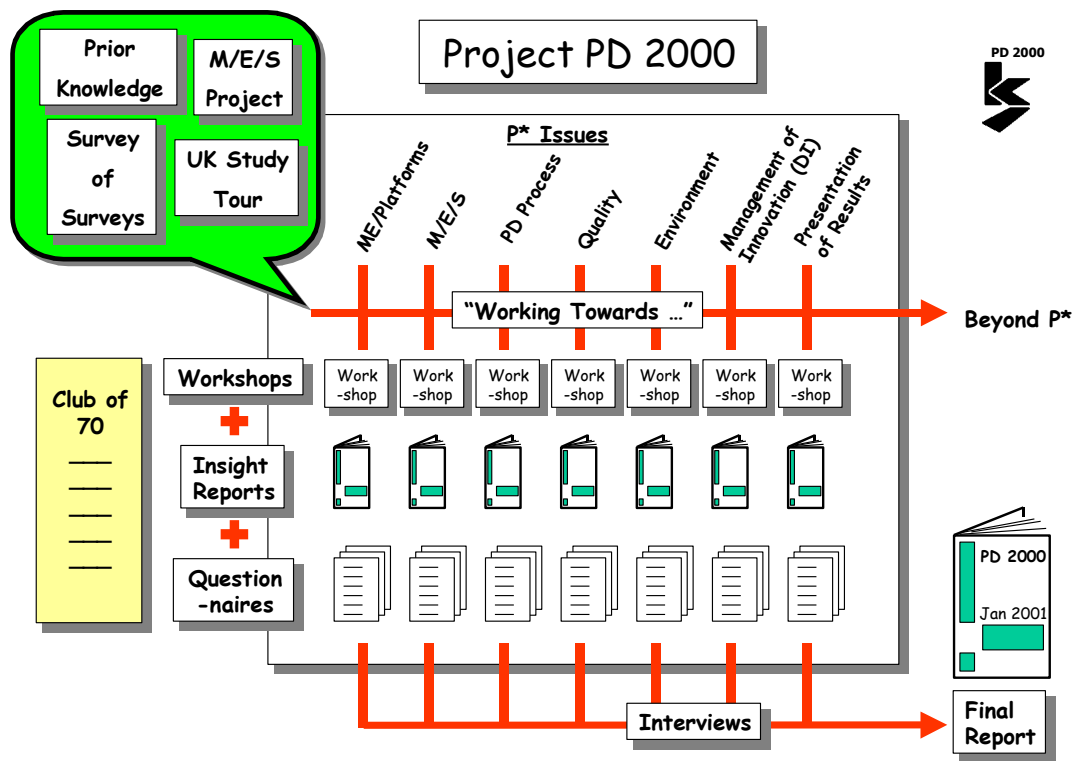 Project PD 2000
PD 2000
Prior
Knowledge
M/E/S
Project
Survey
of
Surveys
UK Study
Tour
P* Issues
ME/Platforms
M/E/S
PD Process
Quality
Environment
Management of
Innovation (DI)
Presentation
of Results
“Working Towards …”
Beyond P*
Club of
70
Workshops
Work
-shop
Work
-shop
Work
-shop
Work
-shop
Work
-shop
Work
-shop
Work
-shop
Insight
Reports
Question
-naires
PD 2000
Jan 2001
Interviews
Final
Report